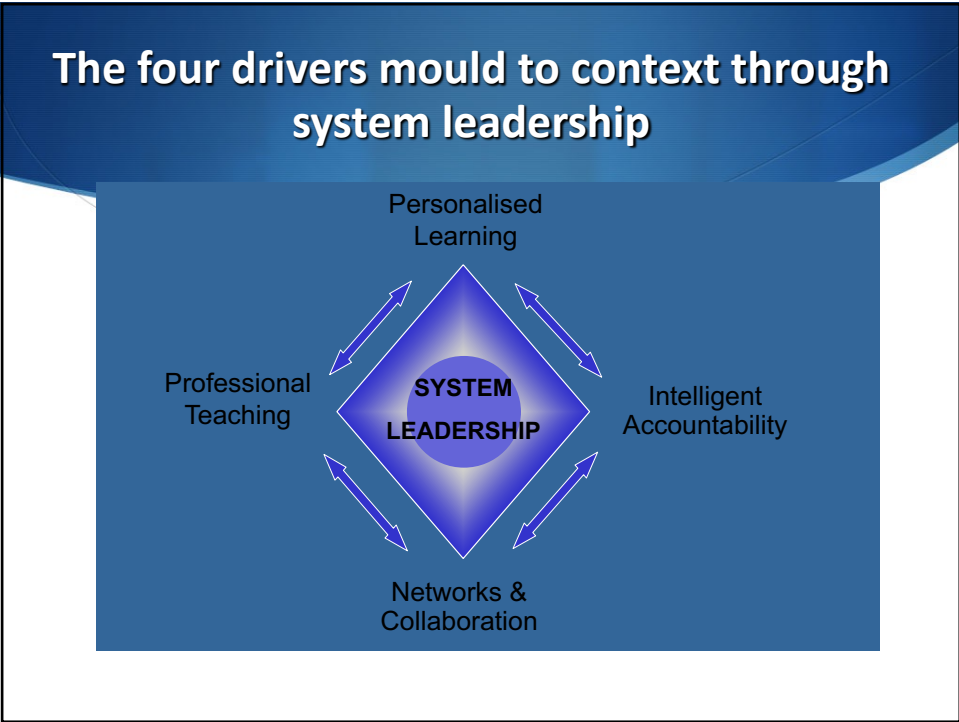 The four drivers mould to context through
system leadership
Personalised
Learning
Professional
Teaching
SYSTEM
LEADERSHIP
Intelligent
Accountability
Networks &
Collaboration